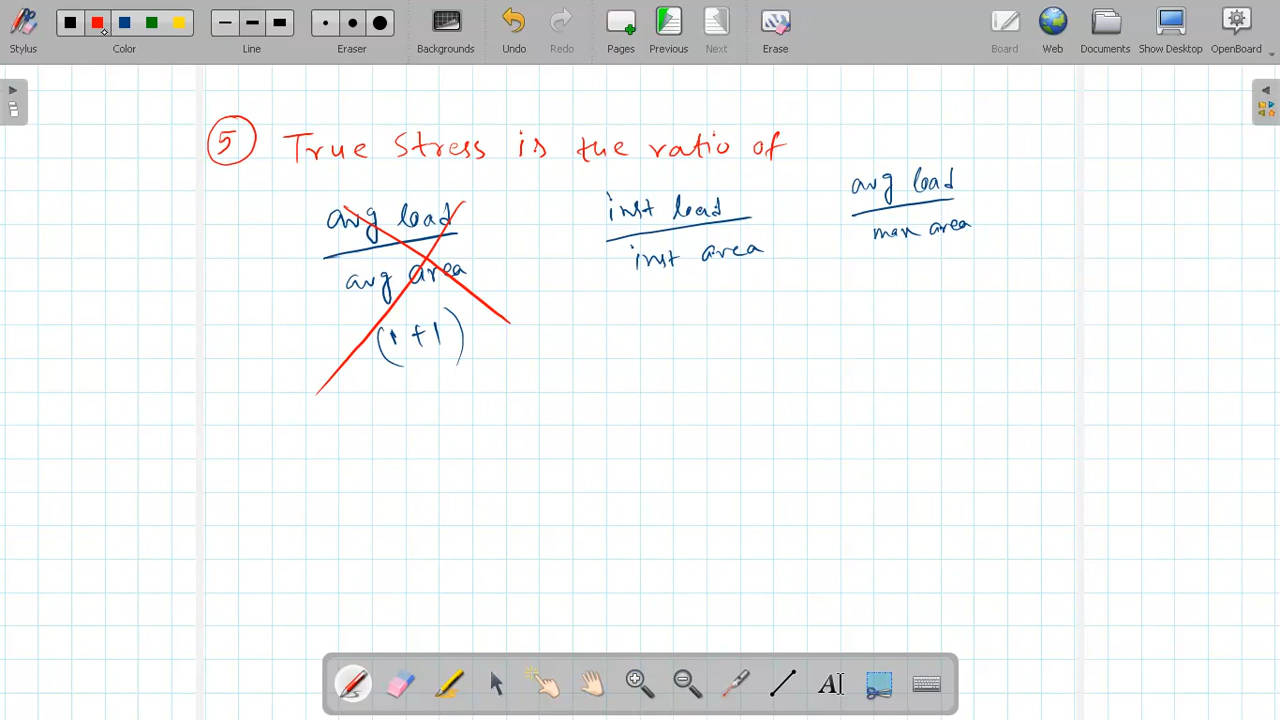 Stylus
Color
Line
Eraser
Backgrounds
Undo
Redo
Pages
Previous
Next
Erase
Board
Web
Documents
Show Desktop
OpenBoard
5 True stress is the ratio of
avg load
avg area
(1+1)
inst load
inst area
avg load
max area